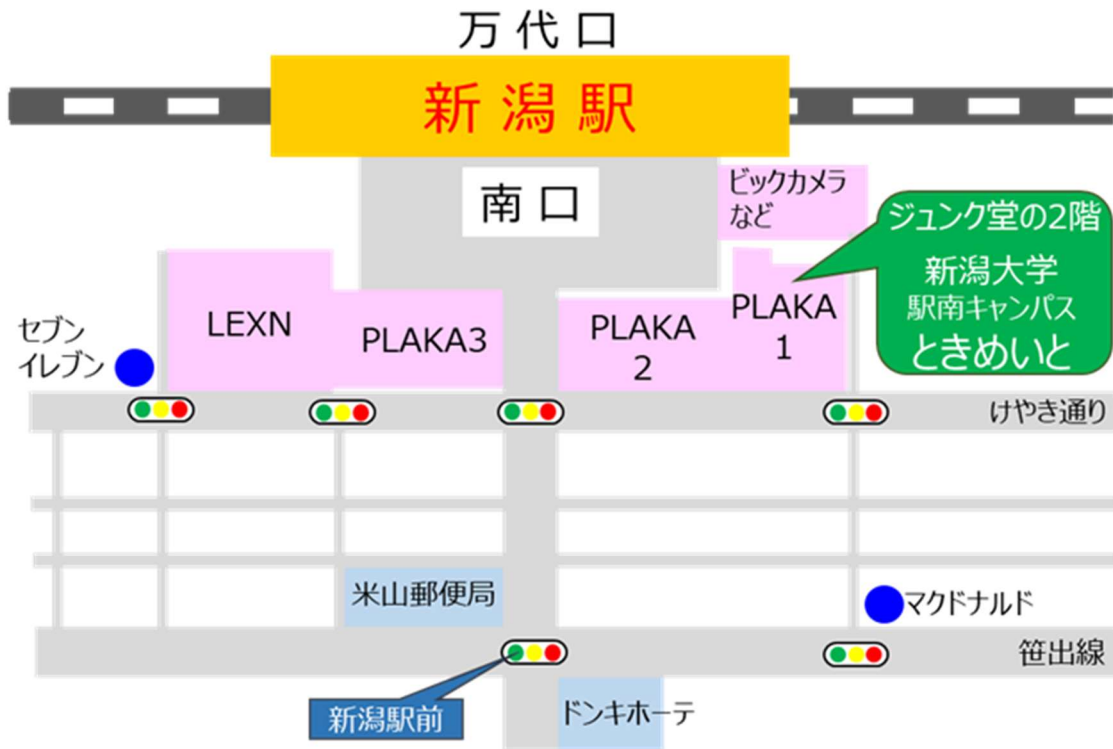 万代口
新潟駅
南口
ビックカメラ
など
ジュンク堂の2階
新潟大学
駅南キャンパス
ときめいと
LEXN
PLAKA3
PLAKA
2
PLAKA
1
セブン
イレブン
けやき通り
米山郵便局
マクドナルド
笹出線
新潟駅前
ドンキホーテ